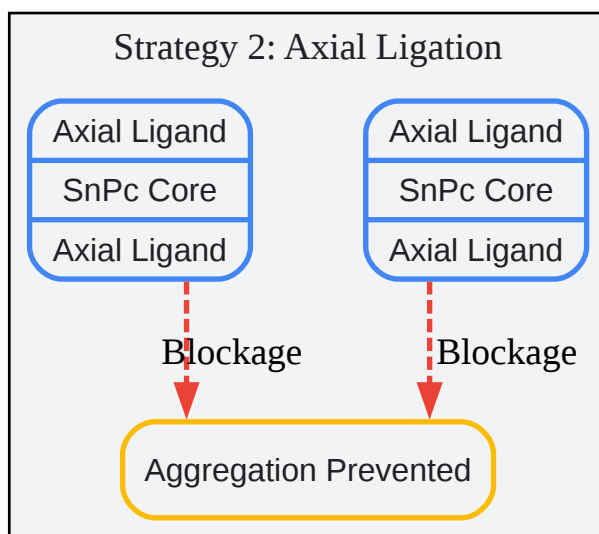 Strategy 2: Axial Ligation
Axial Ligand
SnPc Core
Axial Ligand
Axial Ligand
SnPc Core
Axial Ligand
Blockage
Blockage
Aggregation Prevented